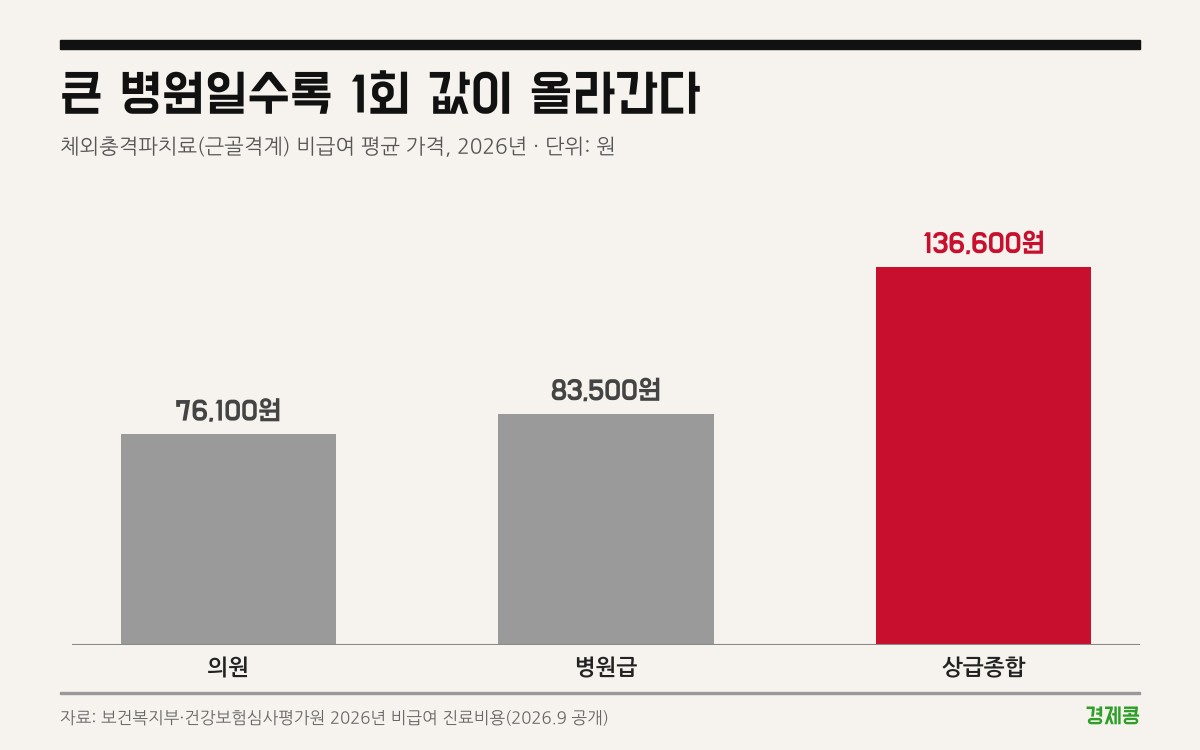 큰 병원일수록 1회 값이 올라간다
체외충격파치료(근골격계) 비급여 평균 가격, 2026년 · 단위: 원
136,600원
83,500원
76,100원
의원 병원급 상급종합
자료: 보건복지부·건강보험심사평가원 2026년 비급여 진료비용(2026.9 공개)
경제콩